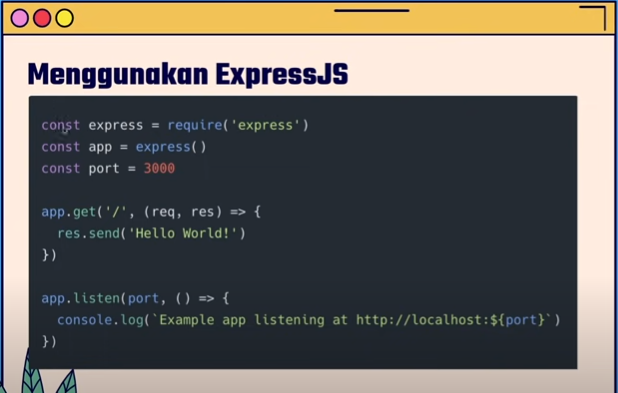 Menggunakan ExpressJS
const express = require('express')
const app = express()
const port = 3000
app.get('/', (req, res) => {
  res.send('Hello World!')
})
app.listen(port, () => {
  console.log(`Example app listening at http://localhost:${port}`)
})